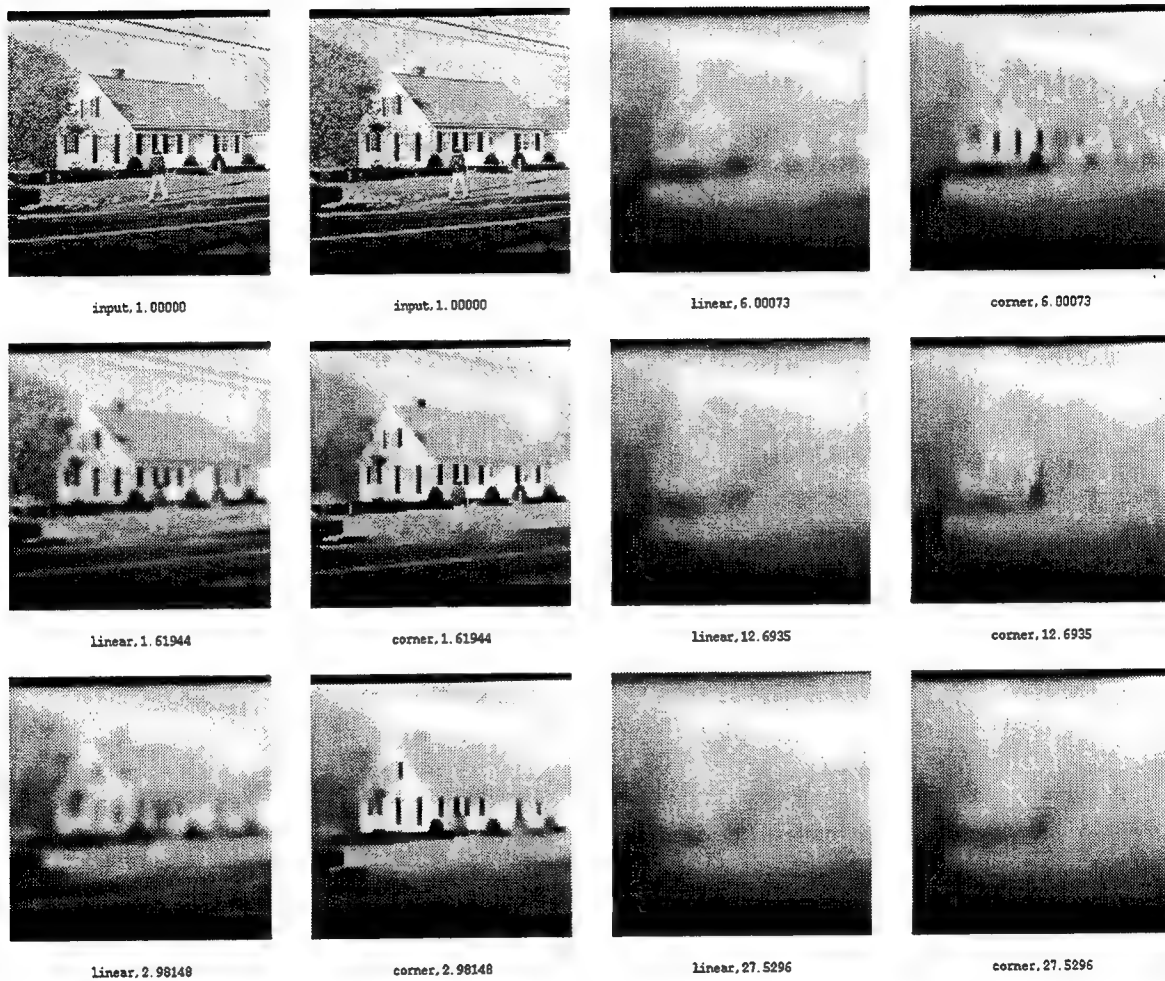 input,1.00000
input,1.00000
linear,6.00073
corner,6.00073
linear,1.61944
corner,1.61944
linear,12.6935
corner,12.6935
linear,2.98148
corner,2.98148
linear,27.5296
corner,27.5296